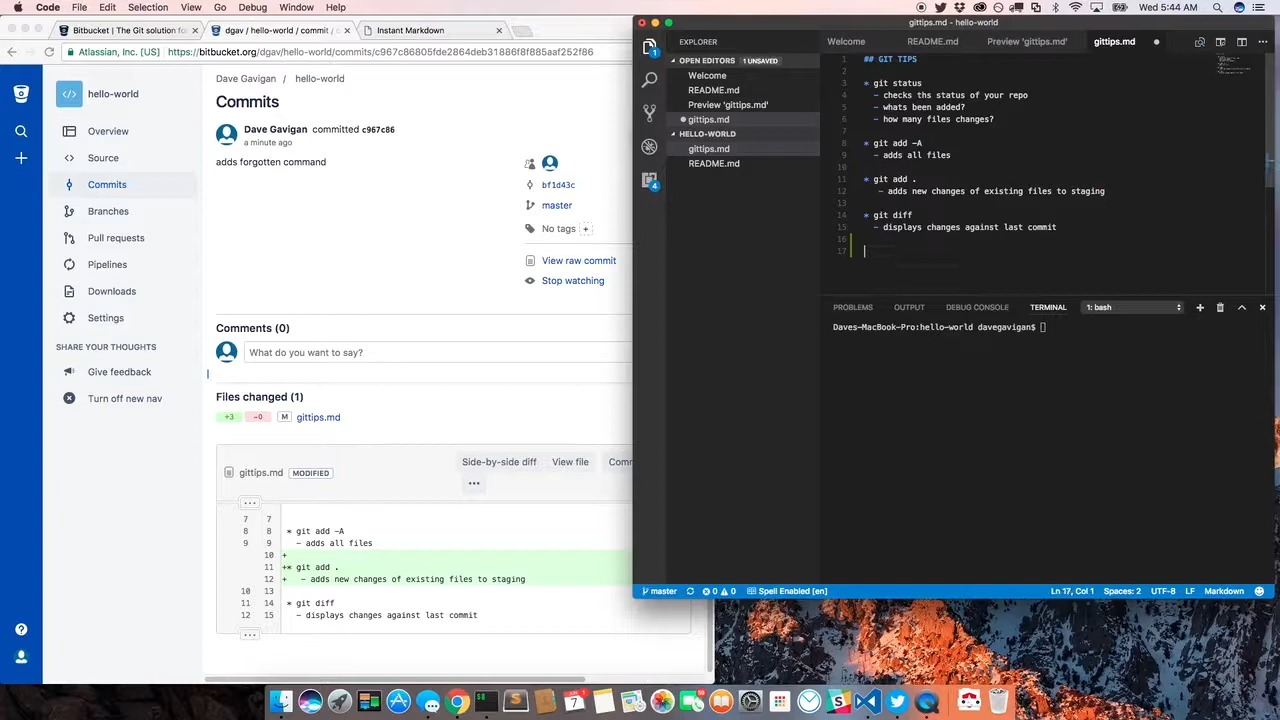 Code File Edit Selection View Go Debug Window Help
Wed 5:44 AM
Bitbucket | The Git solution fo
dgav / hello-world / commit /
Instant Markdown
Atlassian, Inc. [US] https://bitbucket.org/dgav/hello-world/commits/c967c86805fde2864deb31886f8f885aaf252f86
hello-world
Overview
Source
Commits
Branches
Pull requests
Pipelines
Downloads
Settings
SHARE YOUR THOUGHTS
Give feedback
Turn off new nav
Dave Gavigan / hello-world
Commits
Dave Gavigan committed c967c86
a minute ago
adds forgotten command
bf1d43c
master
No tags +
View raw commit
Stop watching
Comments (0)
What do you want to say?
Files changed (1)
+3 -0 M gittips.md
gittips.md MODIFIED
Side-by-side diff View file Comm
7 7
8 8 * git add -A
9 9 - adds all files
10 +
11 +* git add .
12 + - adds new changes of existing files to staging
10 13
11 14 * git diff
12 15 - displays changes against last commit
gittips.md - hello-world
EXPLORER
OPEN EDITORS 1 UNSAVED
Welcome
README.md
Preview 'gittips.md'
gittips.md
HELLO-WORLD
gittips.md
README.md
1
4
Welcome README.md Preview 'gittips.md' gittips.md
1 ## GIT TIPS
2
3 * git status
4 - checks ths status of your repo
5 - whats been added?
6 - how many files changes?
7
8 * git add -A
9 - adds all files
10
11 * git add .
12 - adds new changes of existing files to staging
13
14 * git diff
15 - displays changes against last commit
16
17
PROBLEMS OUTPUT DEBUG CONSOLE TERMINAL 1: bash
Daves-MacBook-Pro:hello-world davegavigan$
master 0 0 Spell Enabled [en]
Ln 17, Col 1 Spaces: 2 UTF-8 LF Markdown